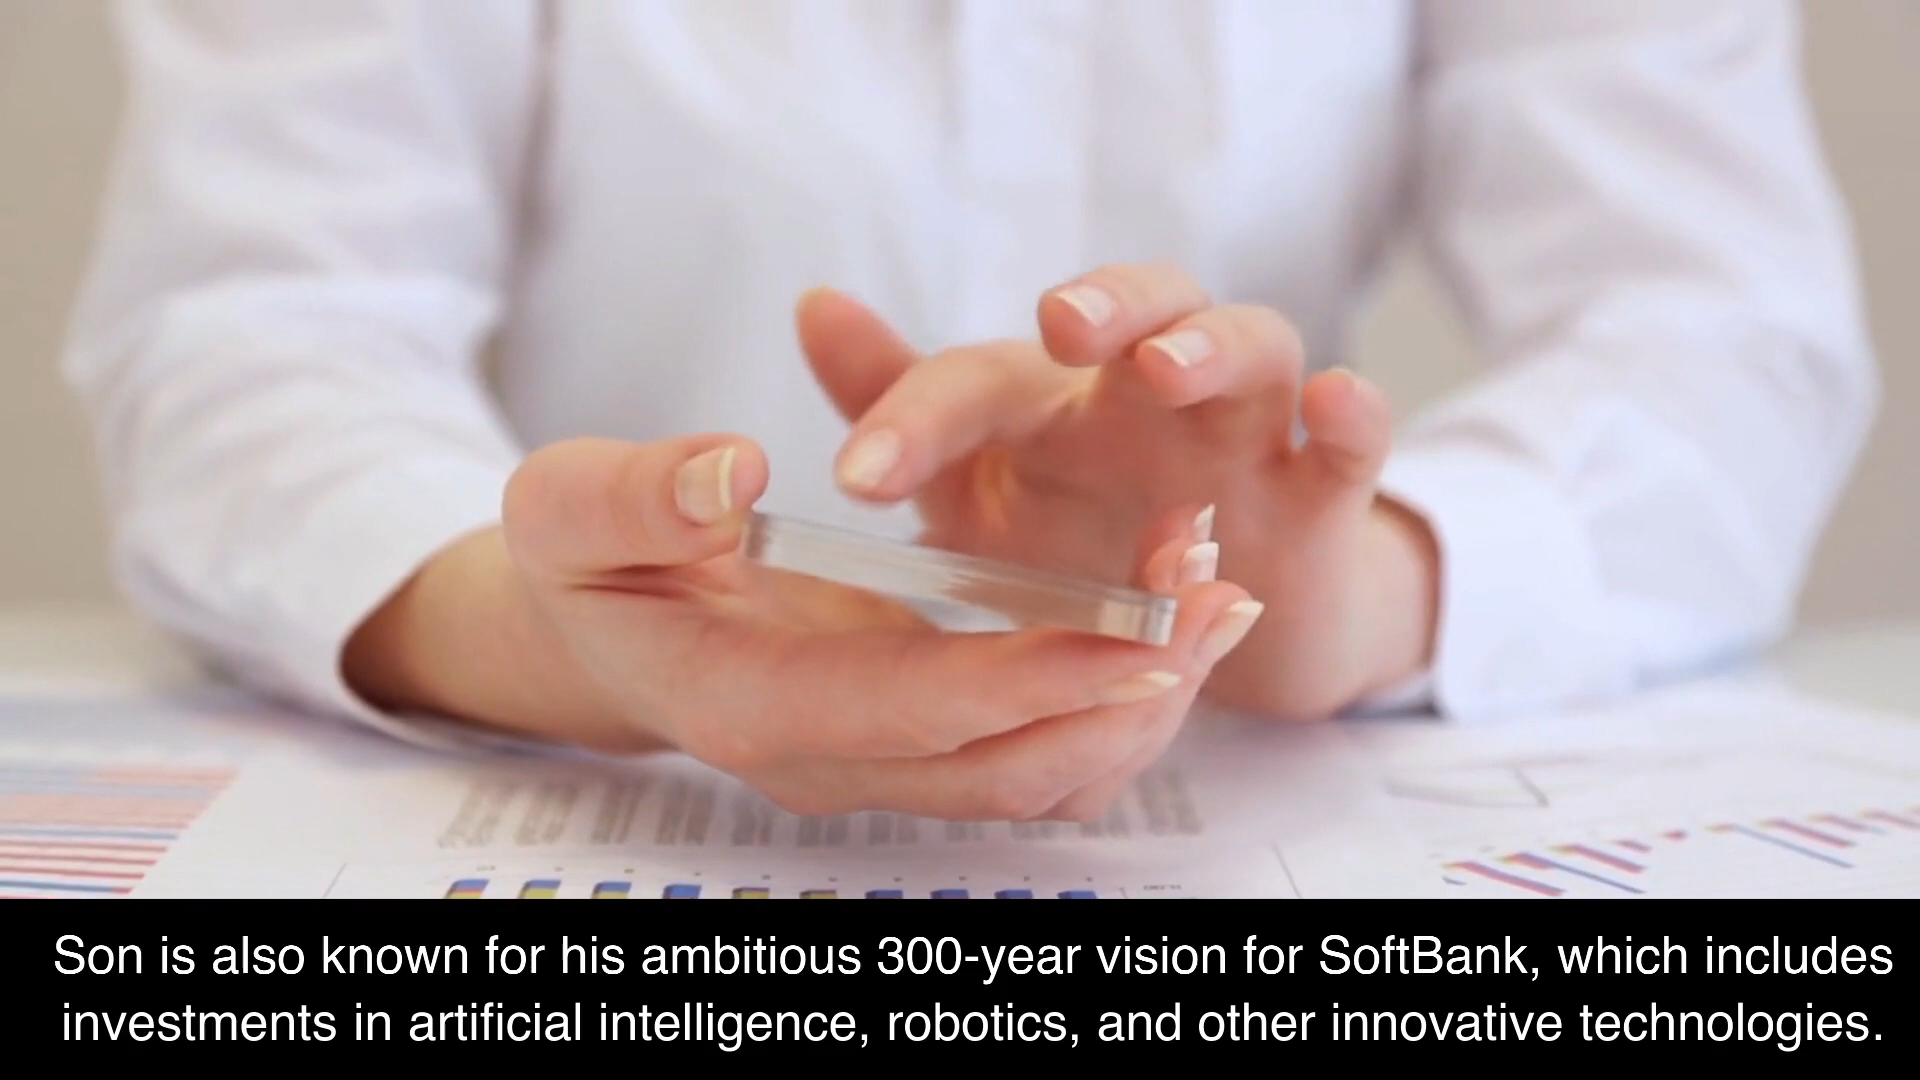 Son is also known for his ambitious 300-year vision for SoftBank, which includes
investments in artificial intelligence, robotics, and other innovative technologies.